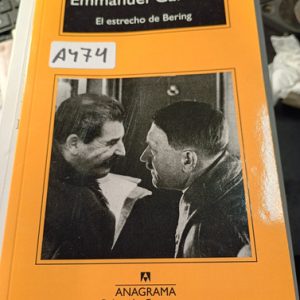 Emmanuel
El estrecho de Bering
A474
ANAGRAMA